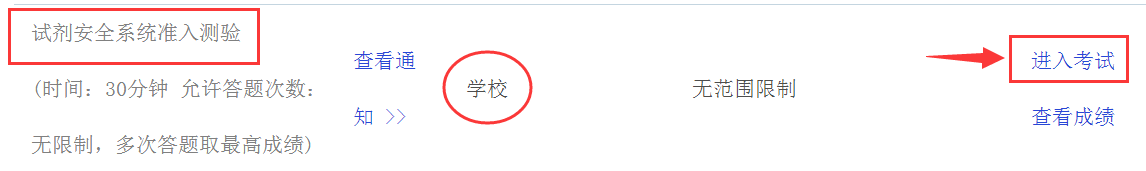 试剂安全系统准入测验
(时间：30分钟 允许答题次数：
无限制，多次答题取最高成绩)
查看通
知 >>
学校
无范围限制
进入考试
查看成绩